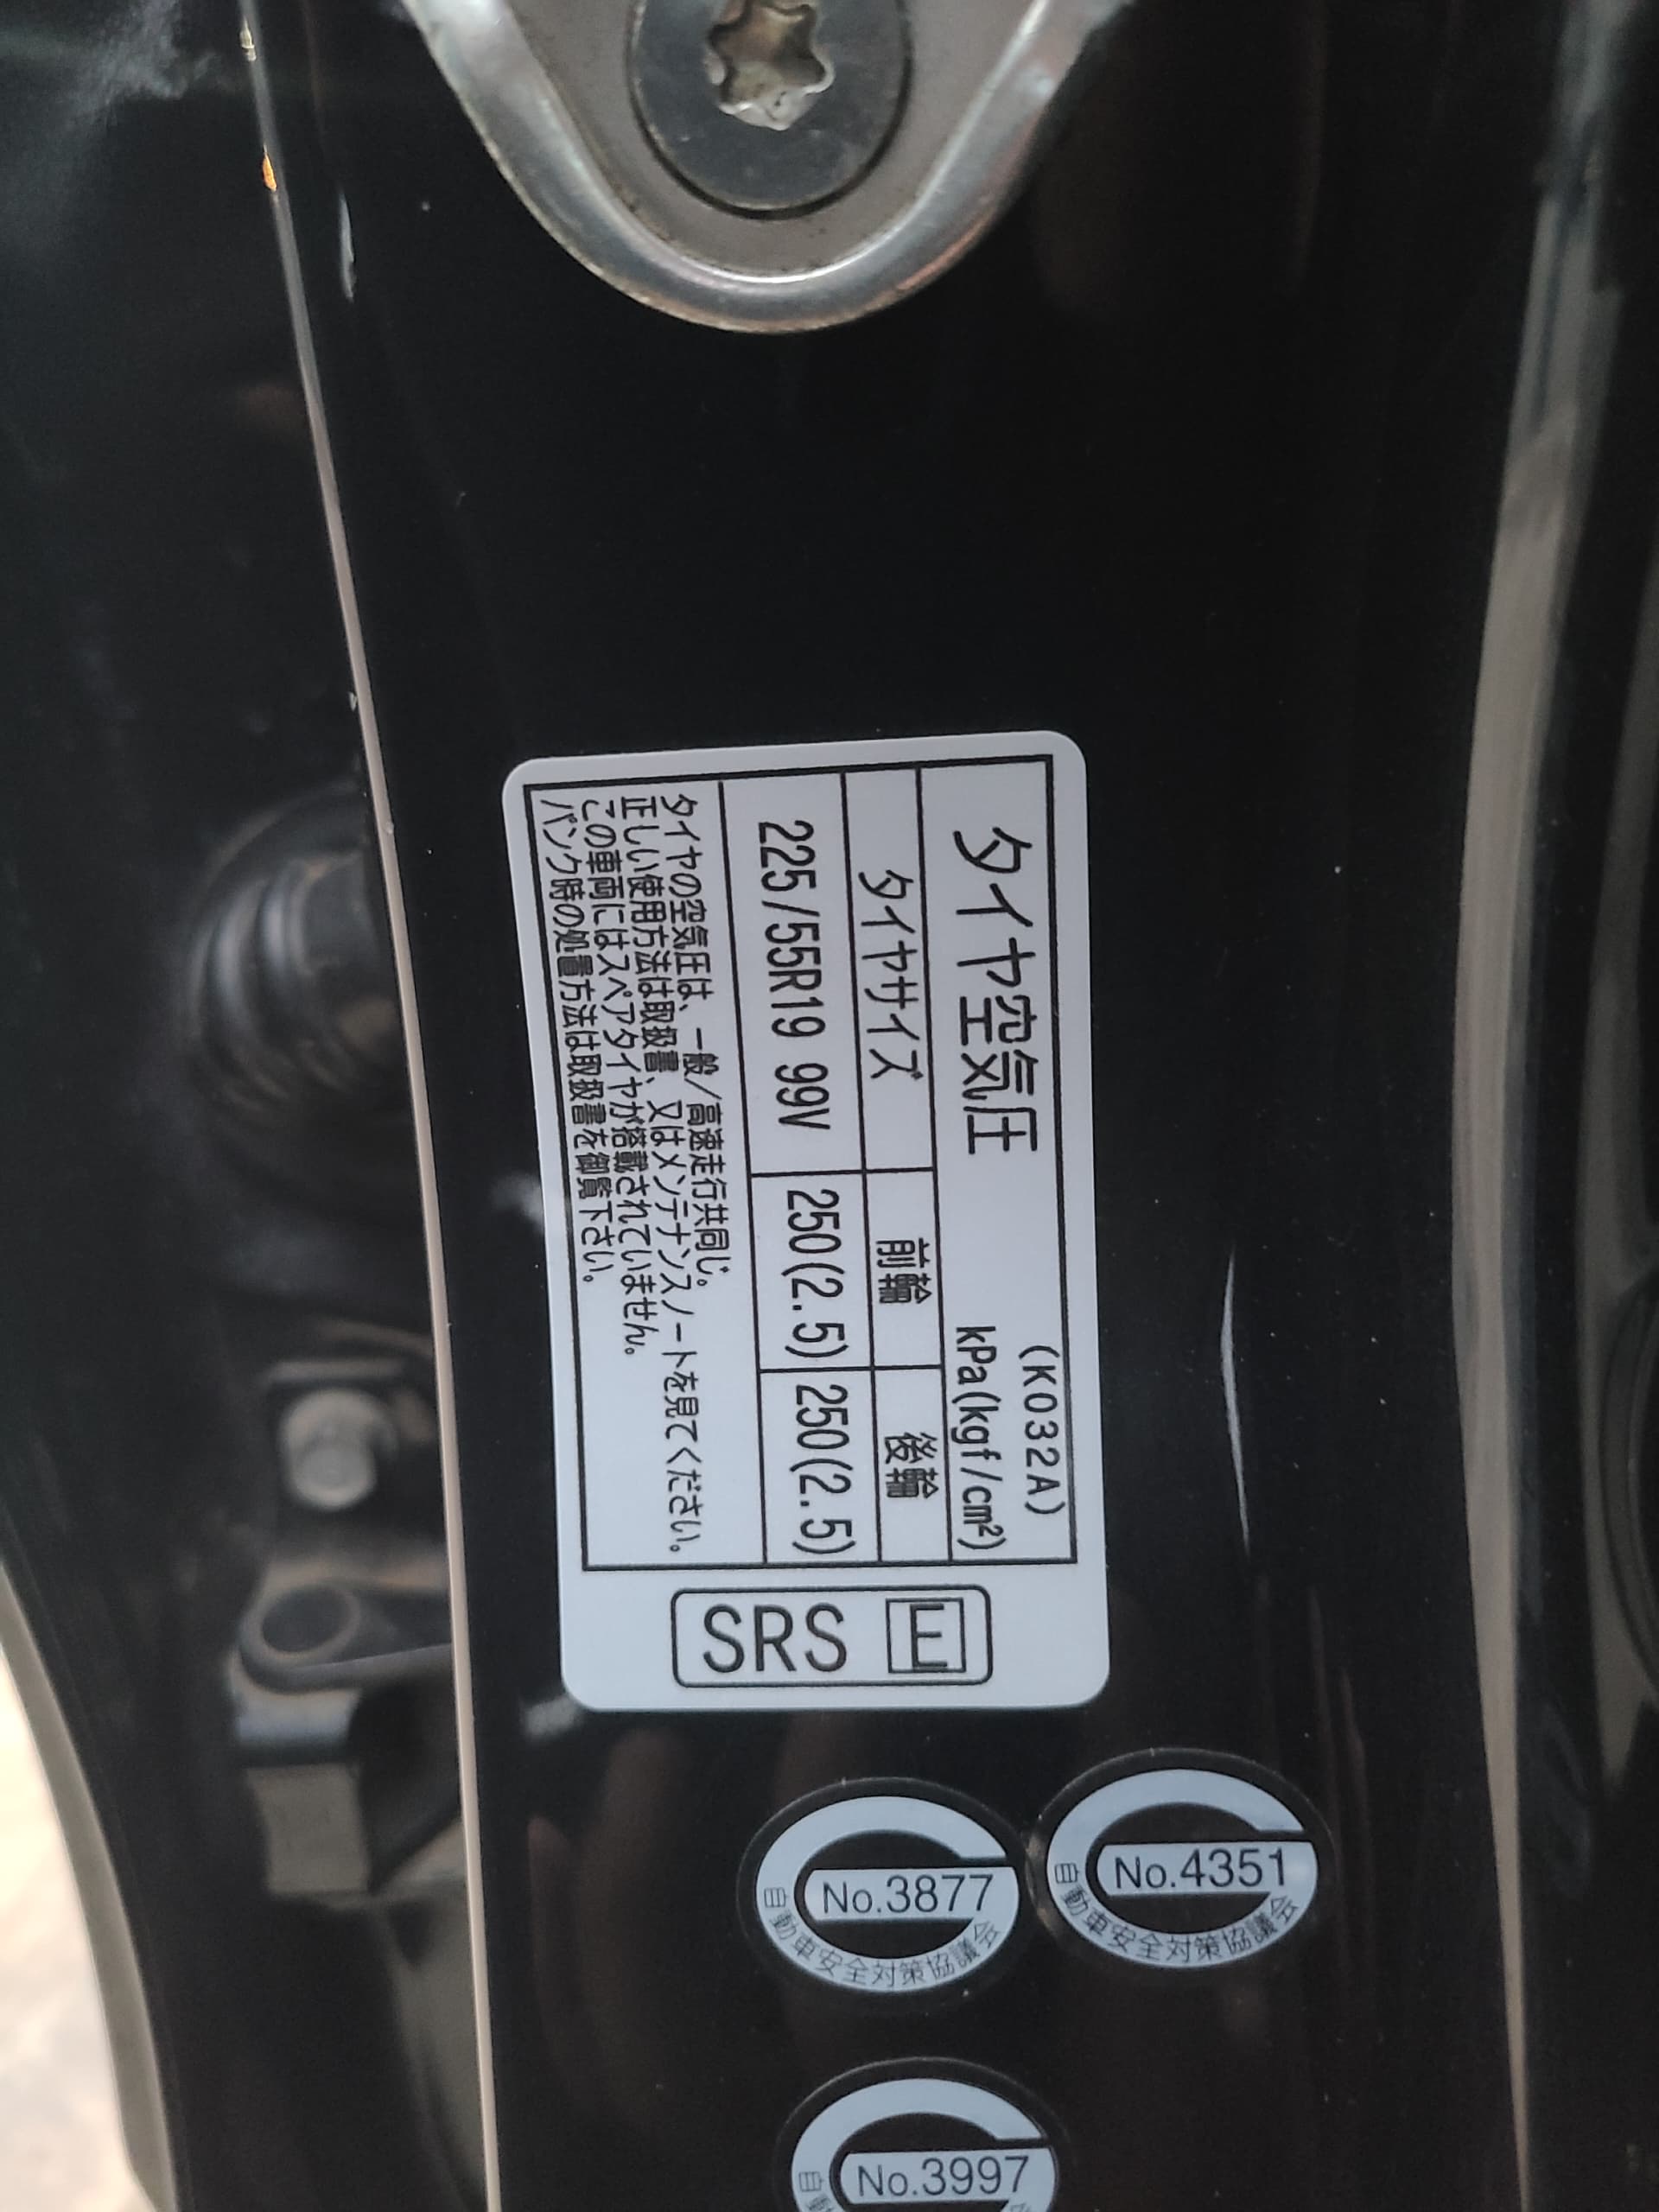 タイヤ空気圧
(K032A)
kPa(kgf/cm²)
タイヤサイズ 前輪 後輪
225/55R19 99V 250(2.5) 250(2.5)
タイヤの空気圧は、一般/高速走行共同じ。
正しい使用方法は取扱書、又はメンテナンスノートを見てください。
この車両にはスペアタイヤが搭載されていません。
パンク時の処置方法は取扱書を御覧下さい。
SRS E
No.4351
自動車安全対策協議会
No.3877
自動車安全対策協議会
No.3997